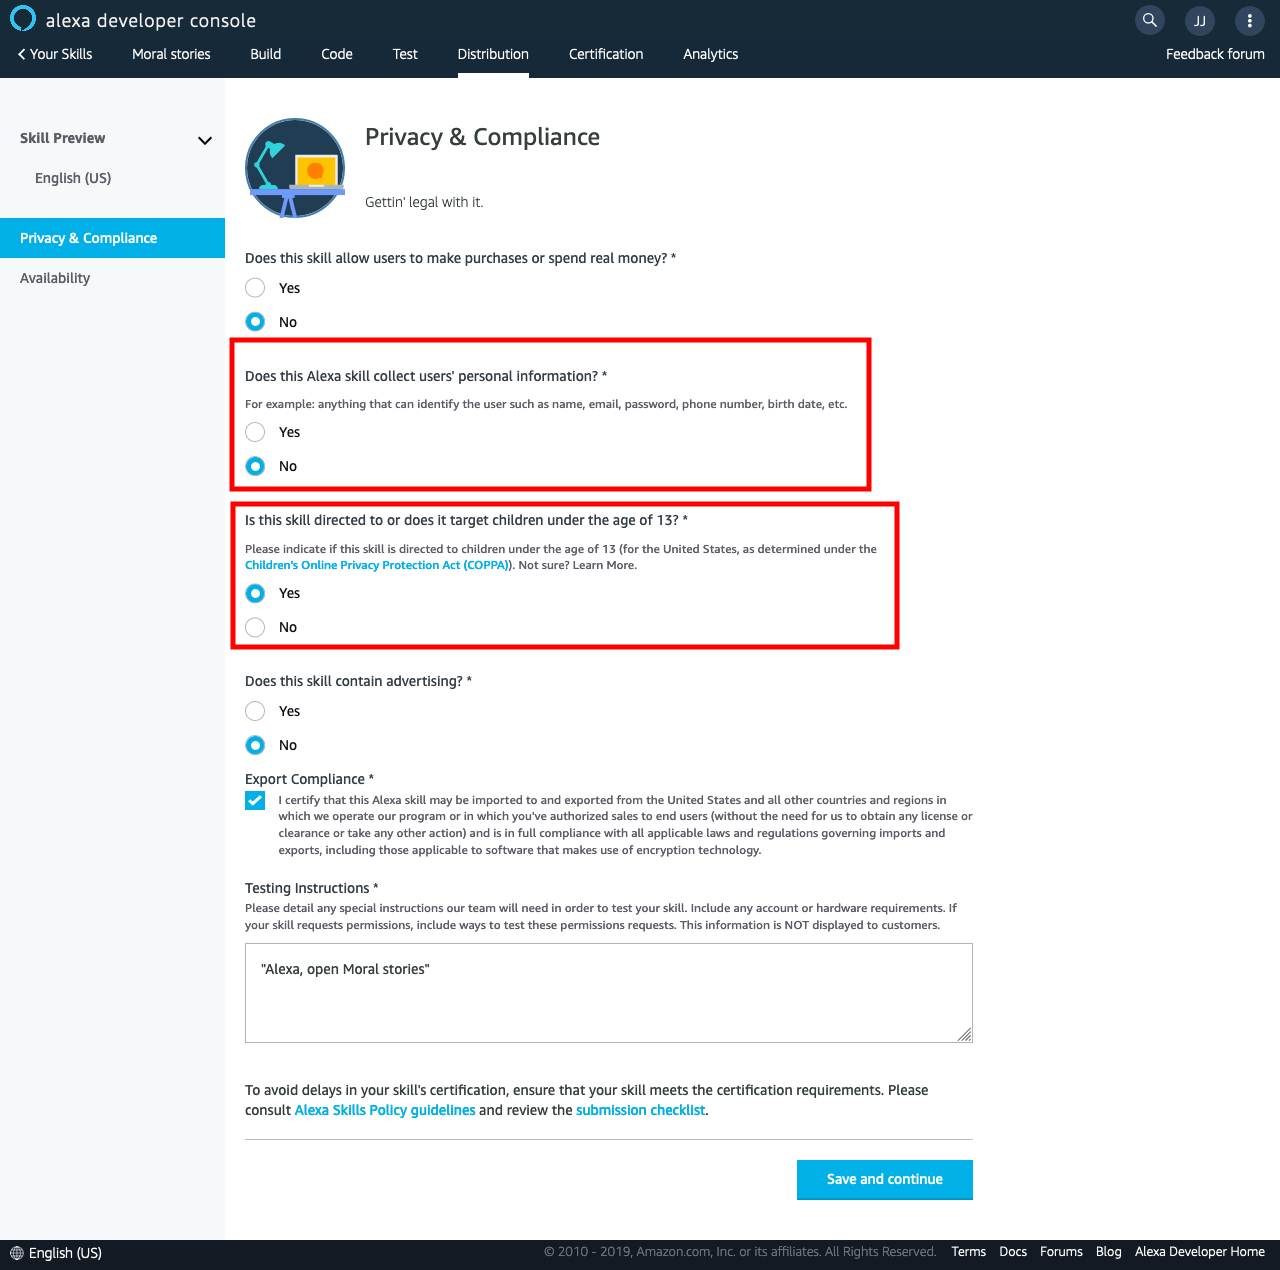 alexa developer console
JJ
Your Skills Moral stories Build Code Test Distribution Certification Analytics Feedback forum
Skill Preview
English (US)
Privacy & Compliance
Availability
Privacy & Compliance
Gettin' legal with it.
Does this skill allow users to make purchases or spend real money? *
Yes
No
Does this Alexa skill collect users' personal information? *
For example: anything that can identify the user such as name, email, password, phone number, birth date, etc.
Yes
No
Is this skill directed to or does it target children under the age of 13? *
Please indicate if this skill is directed to children under the age of 13 (for the United States, as determined under the
Children's Online Privacy Protection Act (COPPA)). Not sure? Learn More.
Yes
No
Does this skill contain advertising? *
Yes
No
Export Compliance *
I certify that this Alexa skill may be imported to and exported from the United States and all other countries and regions in
which we operate our program or in which you've authorized sales to end users (without the need for us to obtain any license or
clearance or take any other action) and is in full compliance with all applicable laws and regulations governing imports and
exports, including those applicable to software that makes use of encryption technology.
Testing Instructions *
Please detail any special instructions our team will need in order to test your skill. Include any account or hardware requirements. If
your skill requests permissions, include ways to test these permissions requests. This information is NOT displayed to customers.
"Alexa, open Moral stories"
To avoid delays in your skill's certification, ensure that your skill meets the certification requirements. Please
consult Alexa Skills Policy guidelines and review the submission checklist.
Save and continue
English (US) © 2010 - 2019, Amazon.com, Inc. or its affiliates. All Rights Reserved. Terms Docs Forums Blog Alexa Developer Home